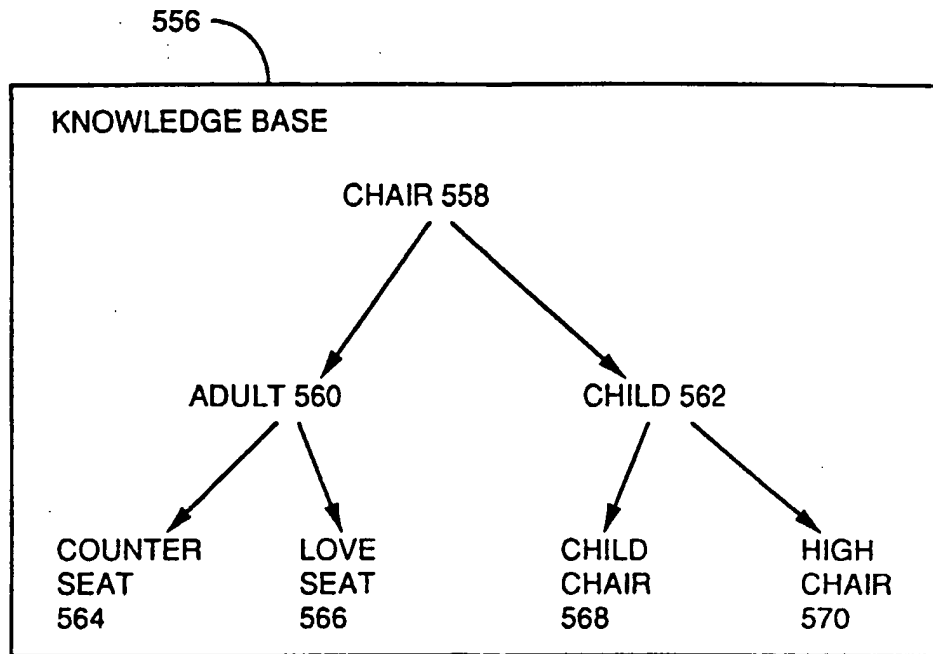 556
KNOWLEDGE BASE
CHAIR 558
ADULT 560
CHILD 562
COUNTER
SEAT
564
LOVE
SEAT
566
CHILD
CHAIR
568
HIGH
CHAIR
570